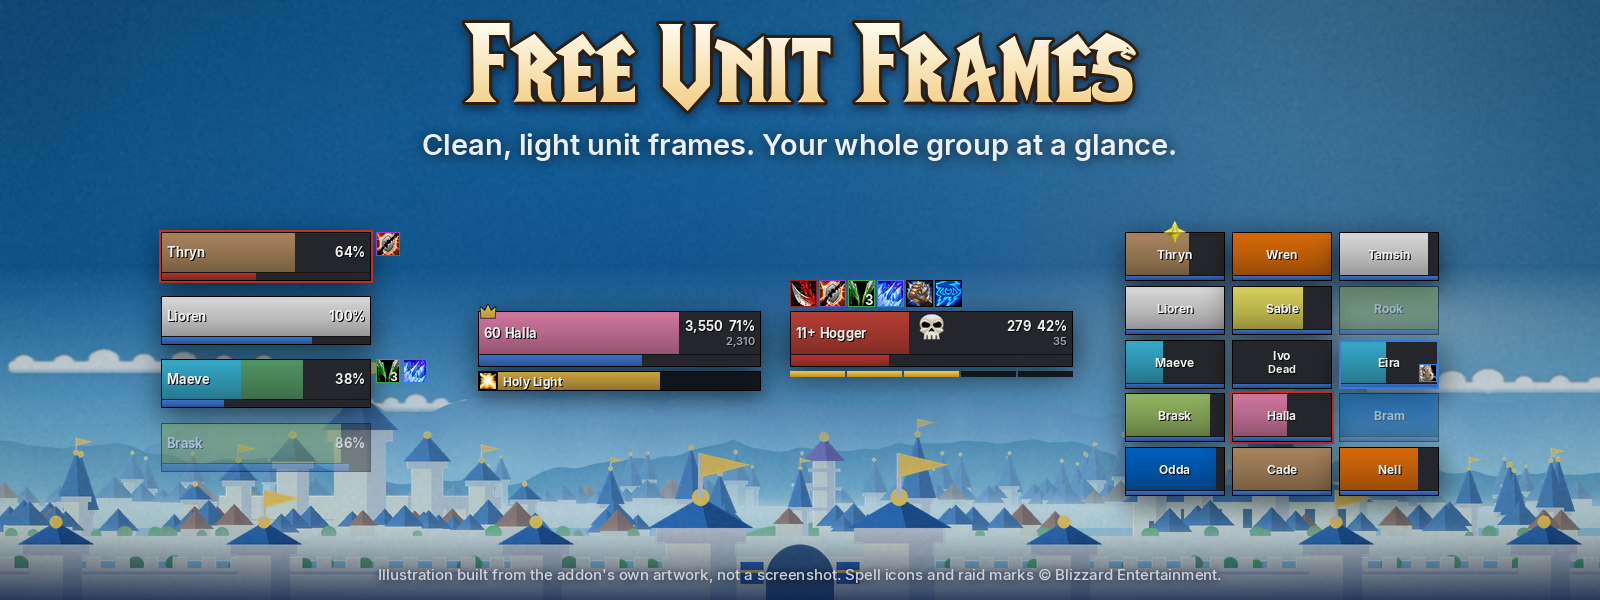 Free Unit Frames
Clean, light unit frames. Your whole group at a glance.
Thryn 64%
Lioren 100%
Maeve 38%
3
Brask 86%
60 Halla 3,550 71%
2,310
Holy Light
3
11+ Hogger 279 42%
35
Thryn Wren Tamsin
Lioren Sable Rook
Maeve Ivo Dead Eira
Brask Halla Bram
Odda Cade Nell
Illustration built from the addon's own artwork, not a screenshot. Spell icons and raid marks © Blizzard Entertainment.